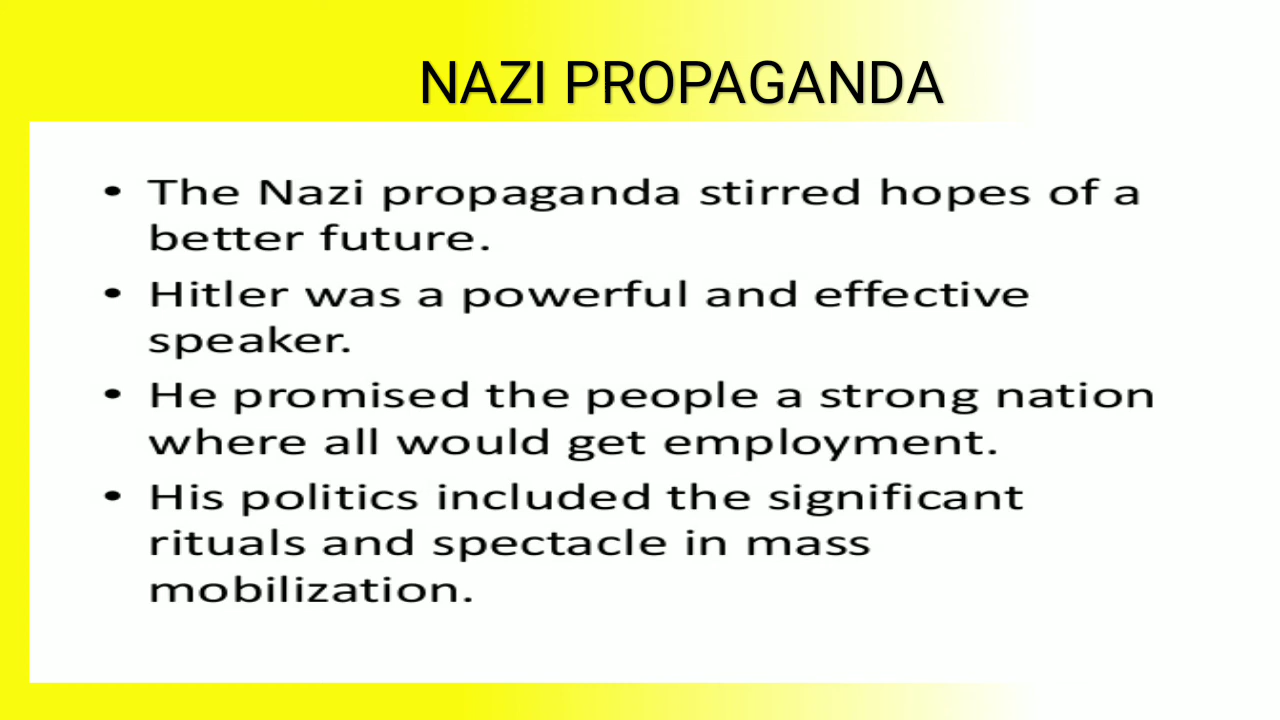 NAZI PROPAGANDA
• The Nazi propaganda stirred hopes of a
better future.
• Hitler was a powerful and effective
speaker.
• He promised the people a strong nation
where all would get employment.
• His politics included the significant
rituals and spectacle in mass
mobilization.